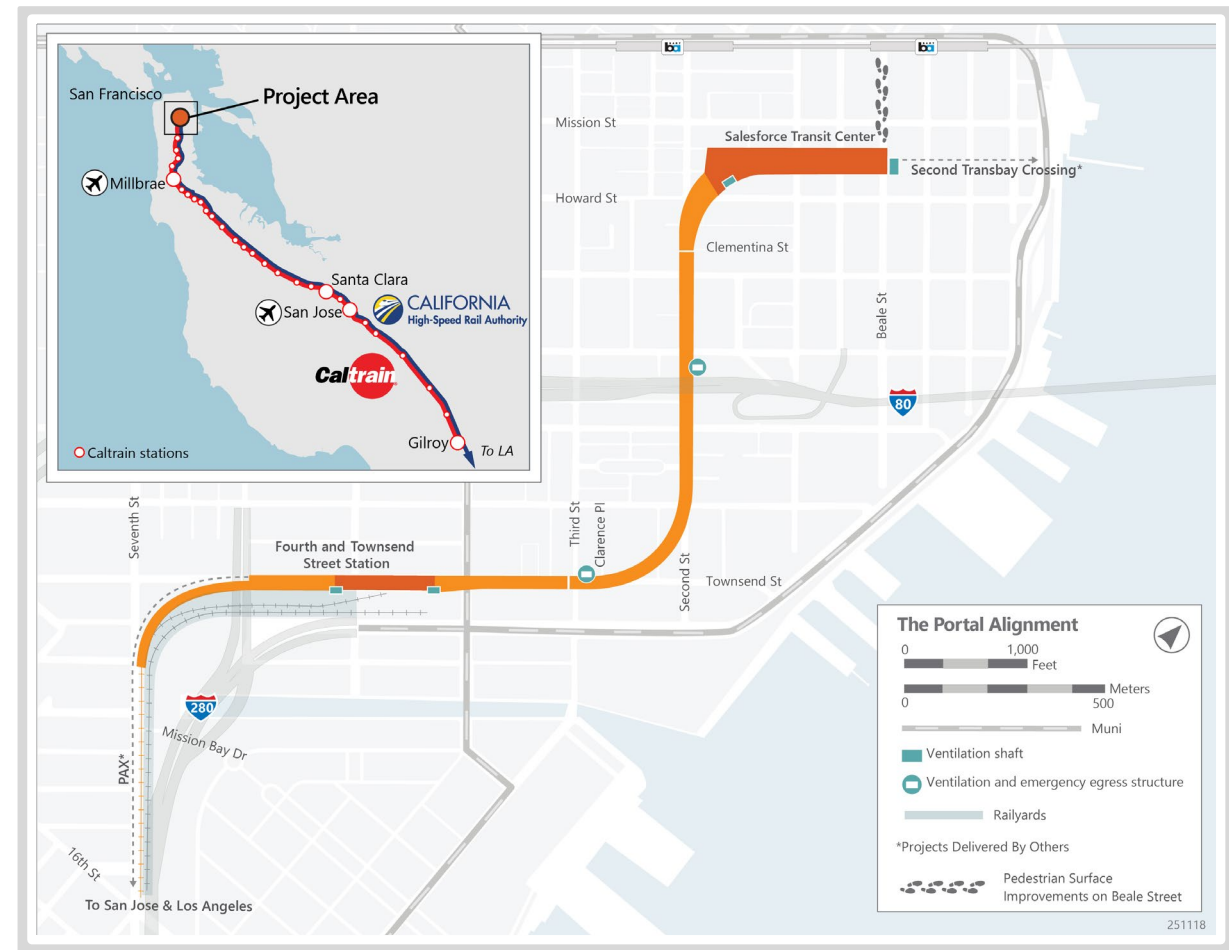 San Francisco
Project Area
Millbrae
Santa Clara
San Jose
CALIFORNIA
High-Speed Rail Authority
Caltrain
Gilroy
To LA
Caltrain stations
ba
ba
Mission St
Salesforce Transit Center
Second Transbay Crossing*
Howard St
Clementina St
Beale St
80
Seventh St
Fourth and Townsend
Street Station
Third St
Clarence Pl
Second St
Townsend St
280
Mission Bay Dr
PAX*
16th St
To San Jose & Los Angeles
The Portal Alignment
0 1,000
Feet
Meters
0 500
Muni
Ventilation shaft
Ventilation and emergency egress structure
Railyards
*Projects Delivered By Others
Pedestrian Surface
Improvements on Beale Street
251118